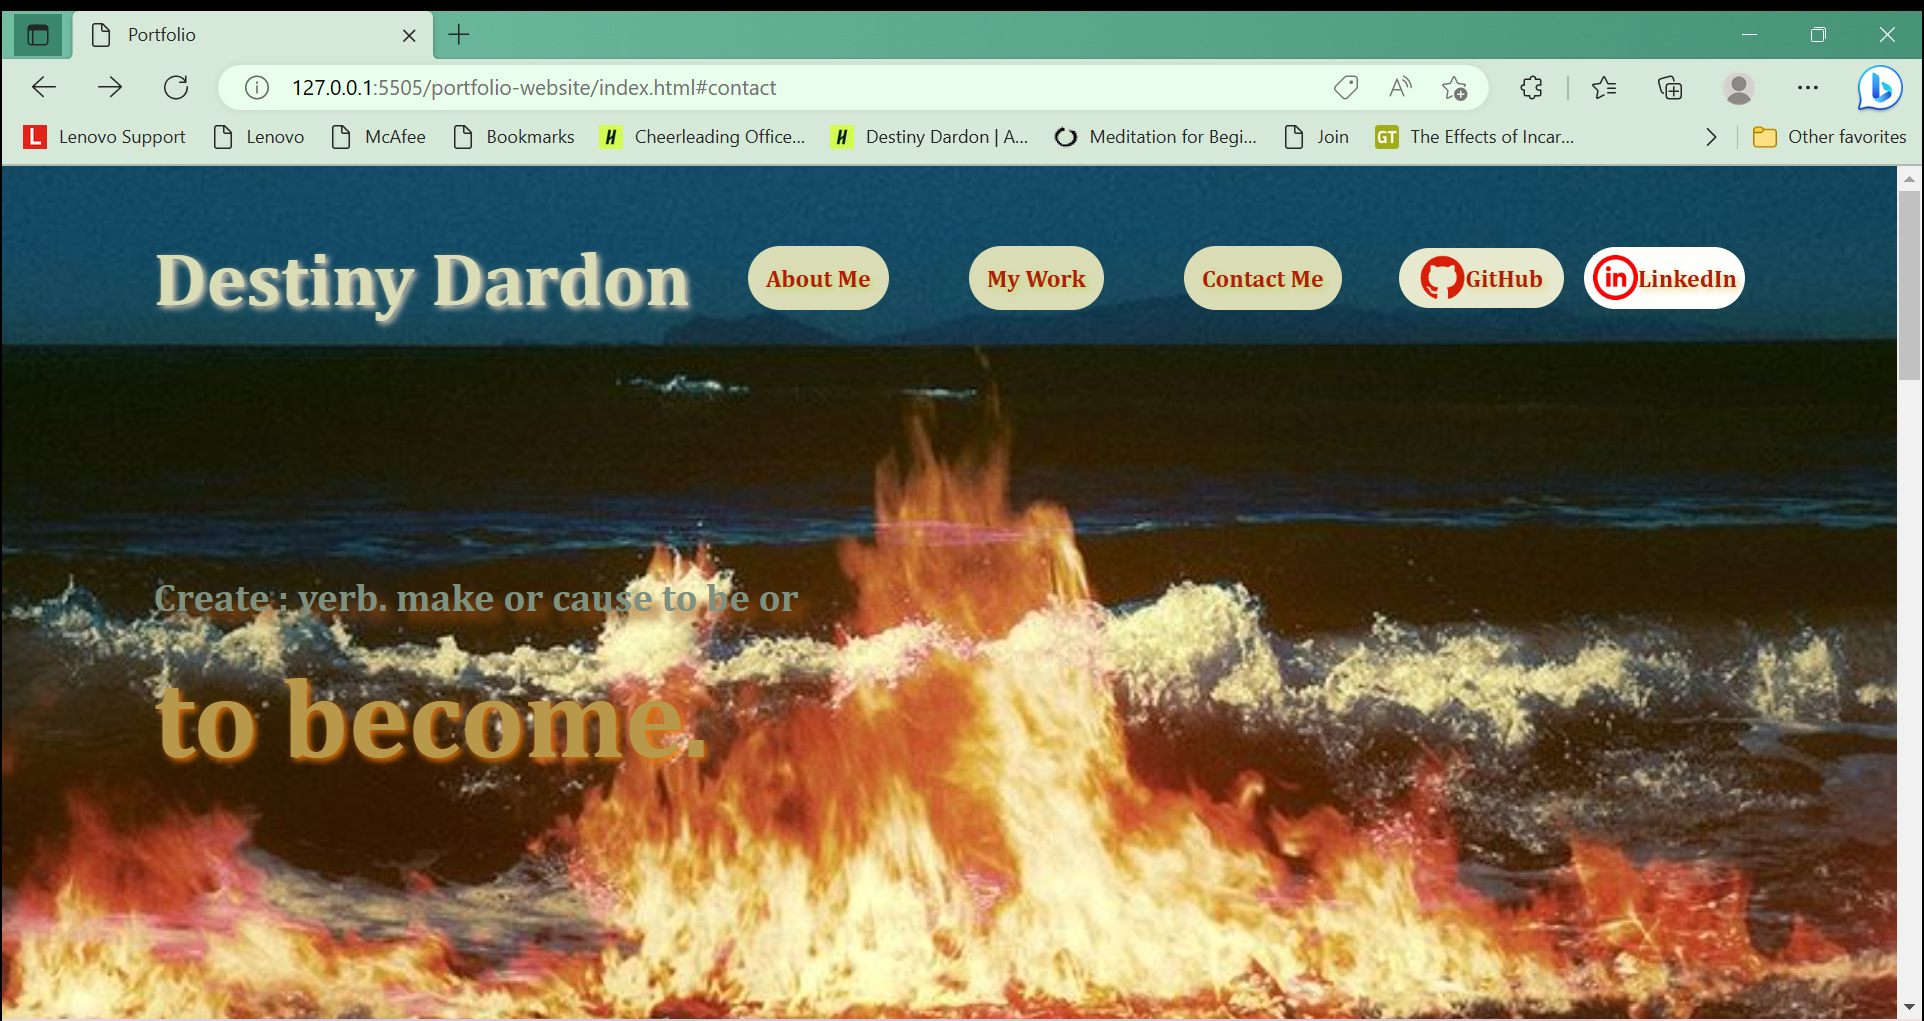 Portfolio
127.0.0.1:5505/portfolio-website/index.html#contact
L Lenovo Support Lenovo McAfee Bookmarks H Cheerleading Office... H Destiny Dardon | A... Meditation for Begi... Join GT The Effects of Incar... Other favorites
Destiny Dardon About Me My Work Contact Me GitHub in LinkedIn
Create : verb. make or cause to be or
to become.